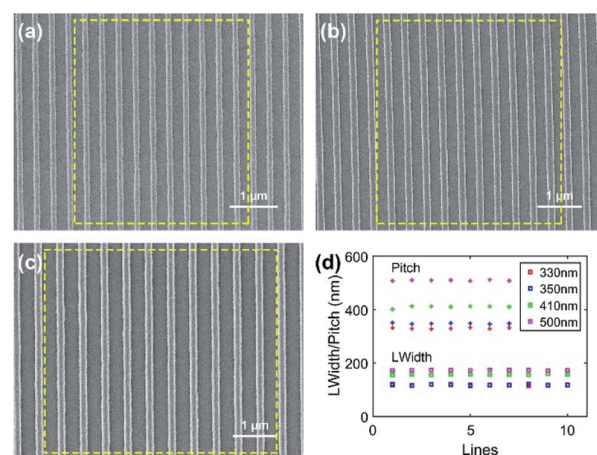 (a)
1 μm
(b)
1 μm
(c)
1 μm
(d)
LWidth/Pitch (nm)
600
400
200
0
Pitch
LWidth
330nm
350nm
410nm
500nm
0
5
10
Lines